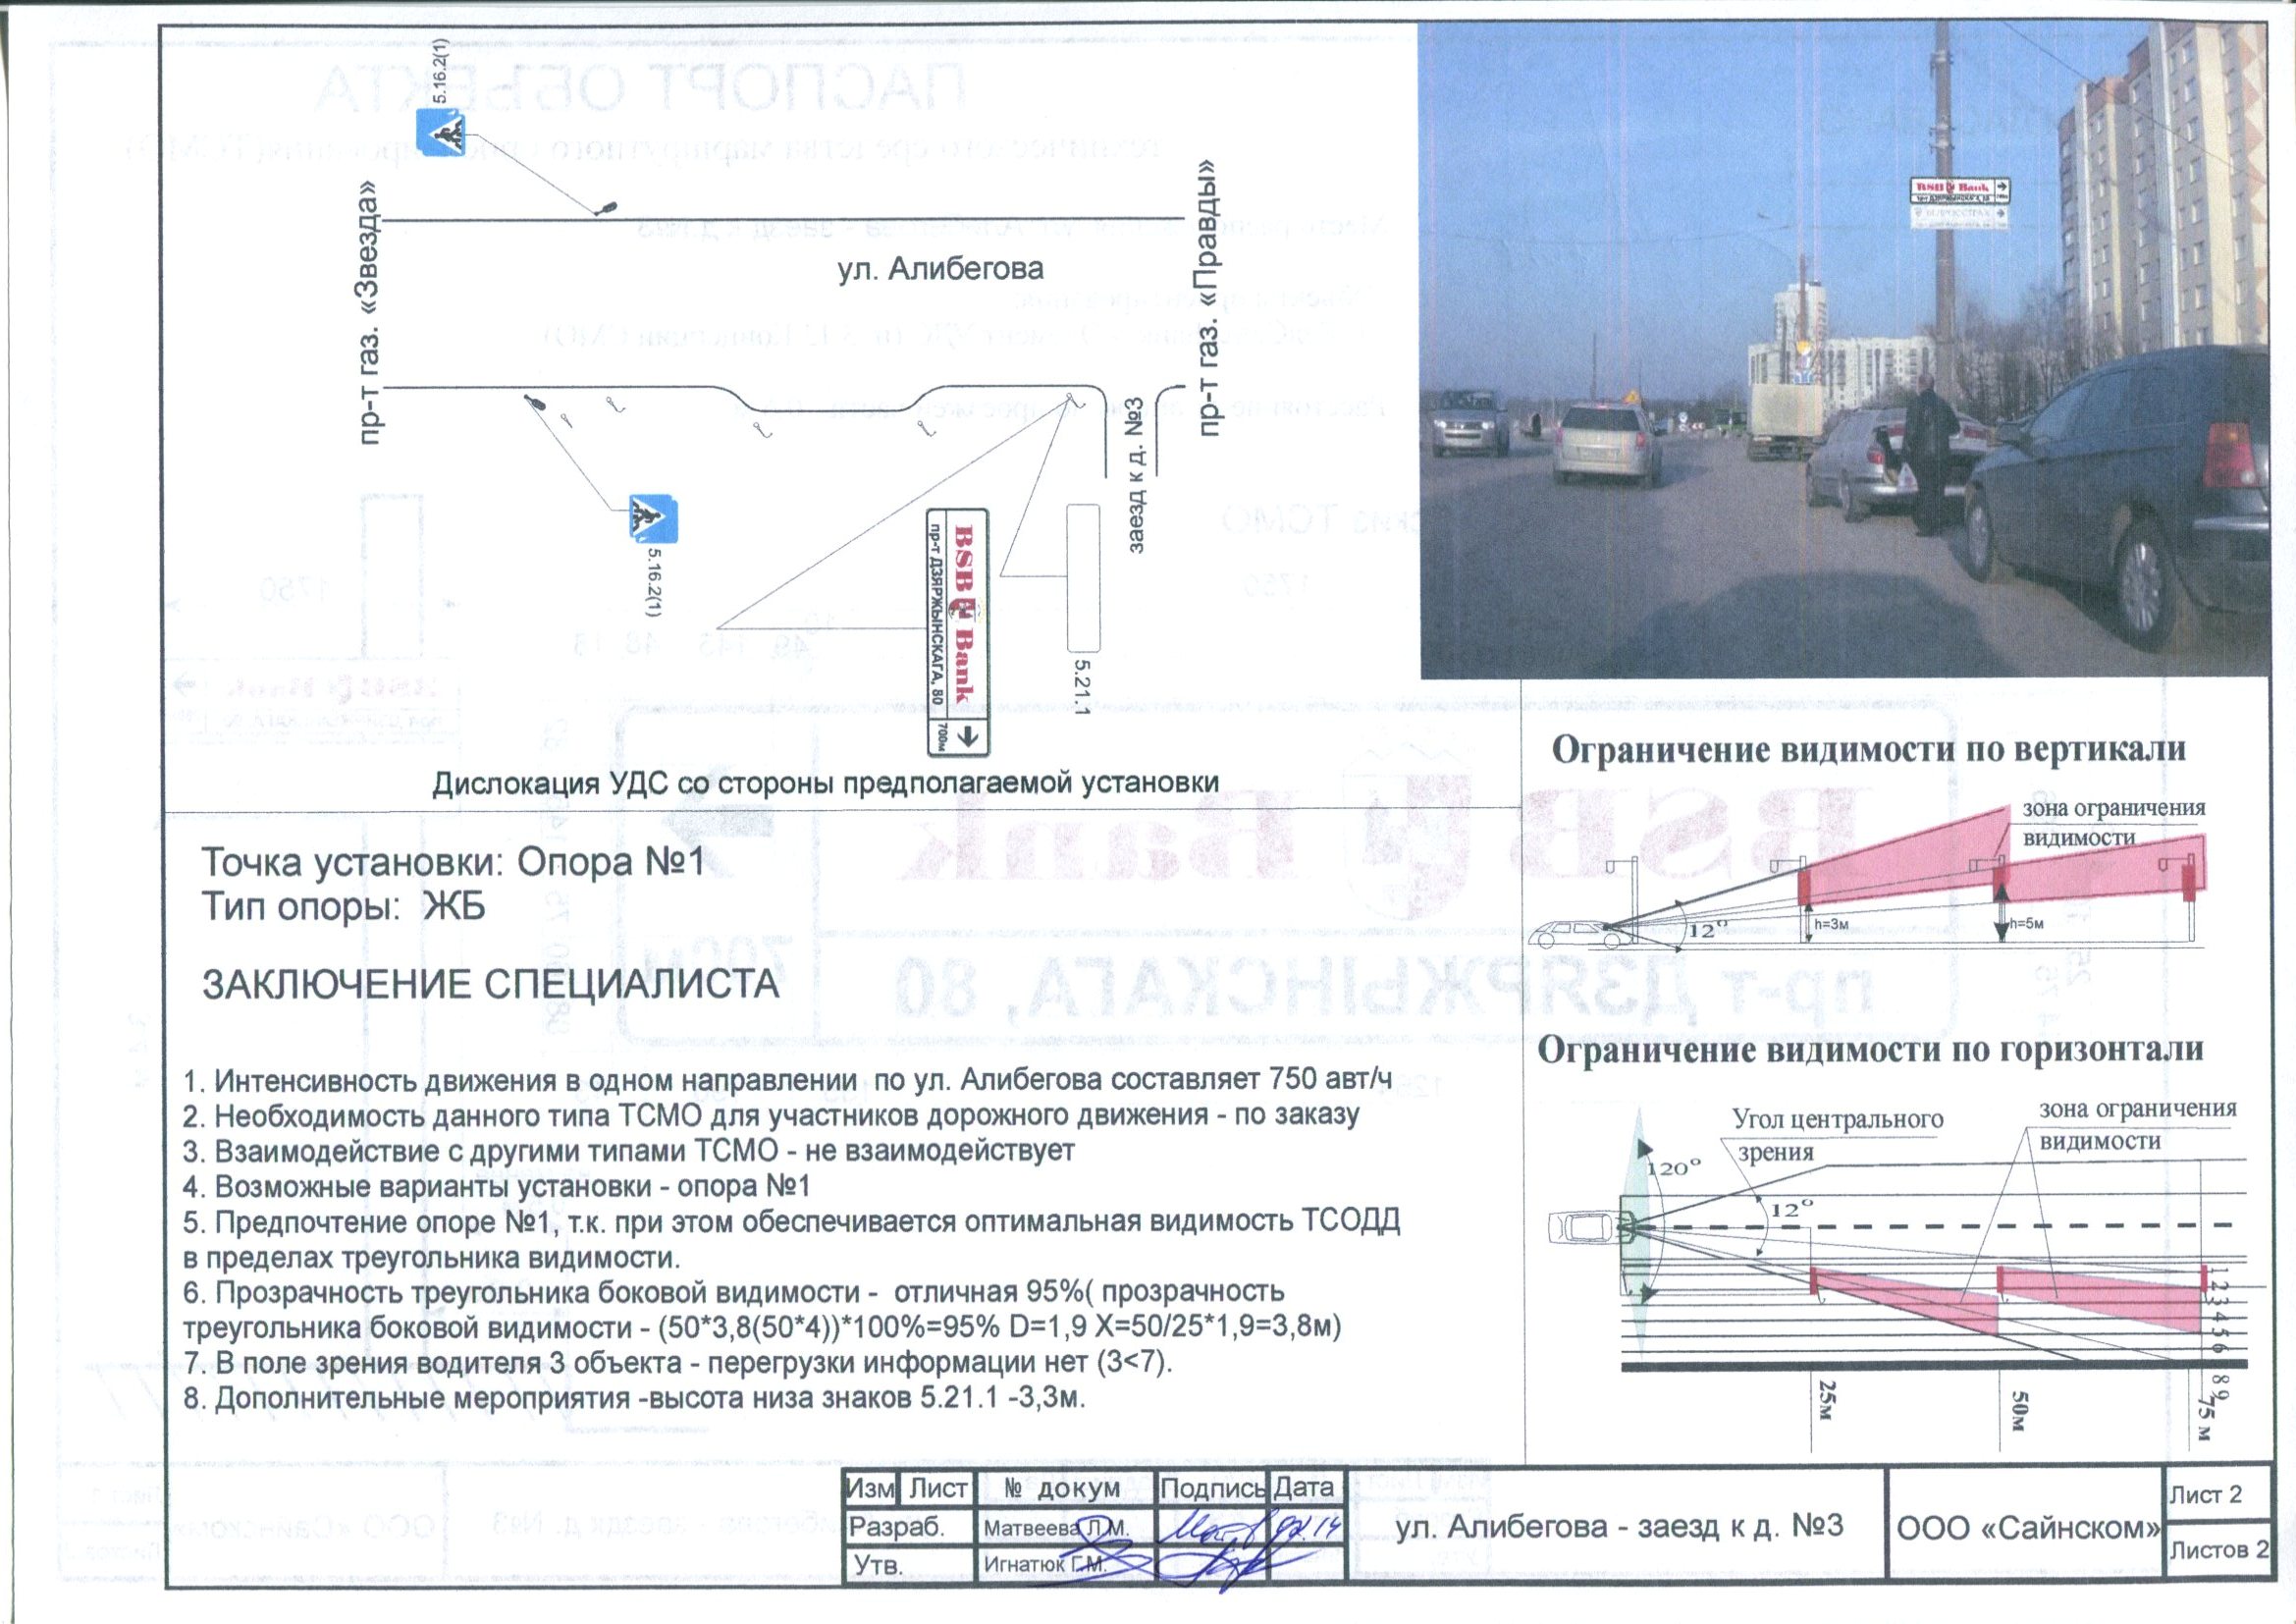 5.16.2(1)
пр-т газ. «Звезда»
ул. Алибегова
пр-т газ. «Правды»
заезд к д. №3
5.16.2(1)
BSB Bank
пр-т ДЗЯРЖЫНСКАГА, 80
700м
5.21.1
Дислокация УДС со стороны предполагаемой установки
BSB Bank
Точка установки: Опора №1
Тип опоры: ЖБ
ЗАКЛЮЧЕНИЕ СПЕЦИАЛИСТА
1. Интенсивность движения в одном направлении по ул. Алибегова составляет 750 авт/ч
2. Необходимость данного типа ТСМО для участников дорожного движения - по заказу
3. Взаимодействие с другими типами ТСМО - не взаимодействует
4. Возможные варианты установки - опора №1
5. Предпочтение опоре №1, т.к. при этом обеспечивается оптимальная видимость ТСОДД
в пределах треугольника видимости.
6. Прозрачность треугольника боковой видимости - отличная 95%( прозрачность
треугольника боковой видимости - (50*3,8(50*4))*100%=95% D=1,9 X=50/25*1,9=3,8м)
7. В поле зрения водителя 3 объекта - перегрузки информации нет (3<7).
8. Дополнительные мероприятия -высота низа знаков 5.21.1 -3,3м.
Ограничение видимости по вертикали
зона ограничения
видимости
12°
h=3м
h=5м
Ограничение видимости по горизонтали
Угол центрального
зрения
зона ограничения
видимости
120°
12°
1 2 3 4 5 6
8 9
25м
50м
75 м
Изм Лист № докум Подпись Дата
Разраб. Матвеева Л.М.
Утв. Игнатюк Г.М.
ул. Алибегова - заезд к д. №3
ООО «Сайнском»
Лист 2
Листов 2